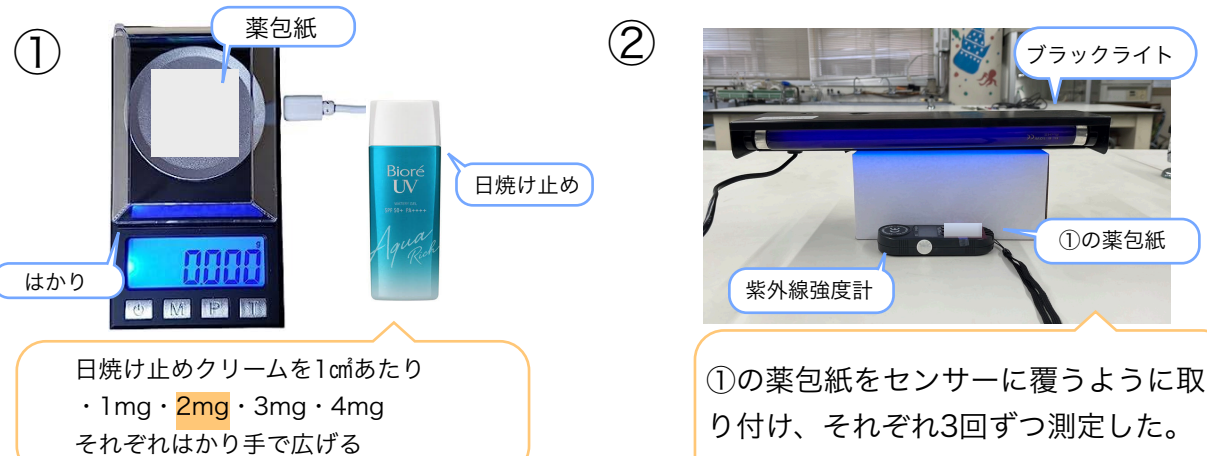 ①
薬包紙
Bioré
UV
SPF 50+ PA++++
Aqua
Rich
日焼け止め
g
0.000
M P T
はかり
日焼け止めクリームを1㎠あたり
・1mg・2mg・3mg・4mg
それぞれはかり手で広げる
②
ブラックライト
①の薬包紙
紫外線強度計
①の薬包紙をセンサーに覆うように取
り付け、それぞれ3回ずつ測定した。